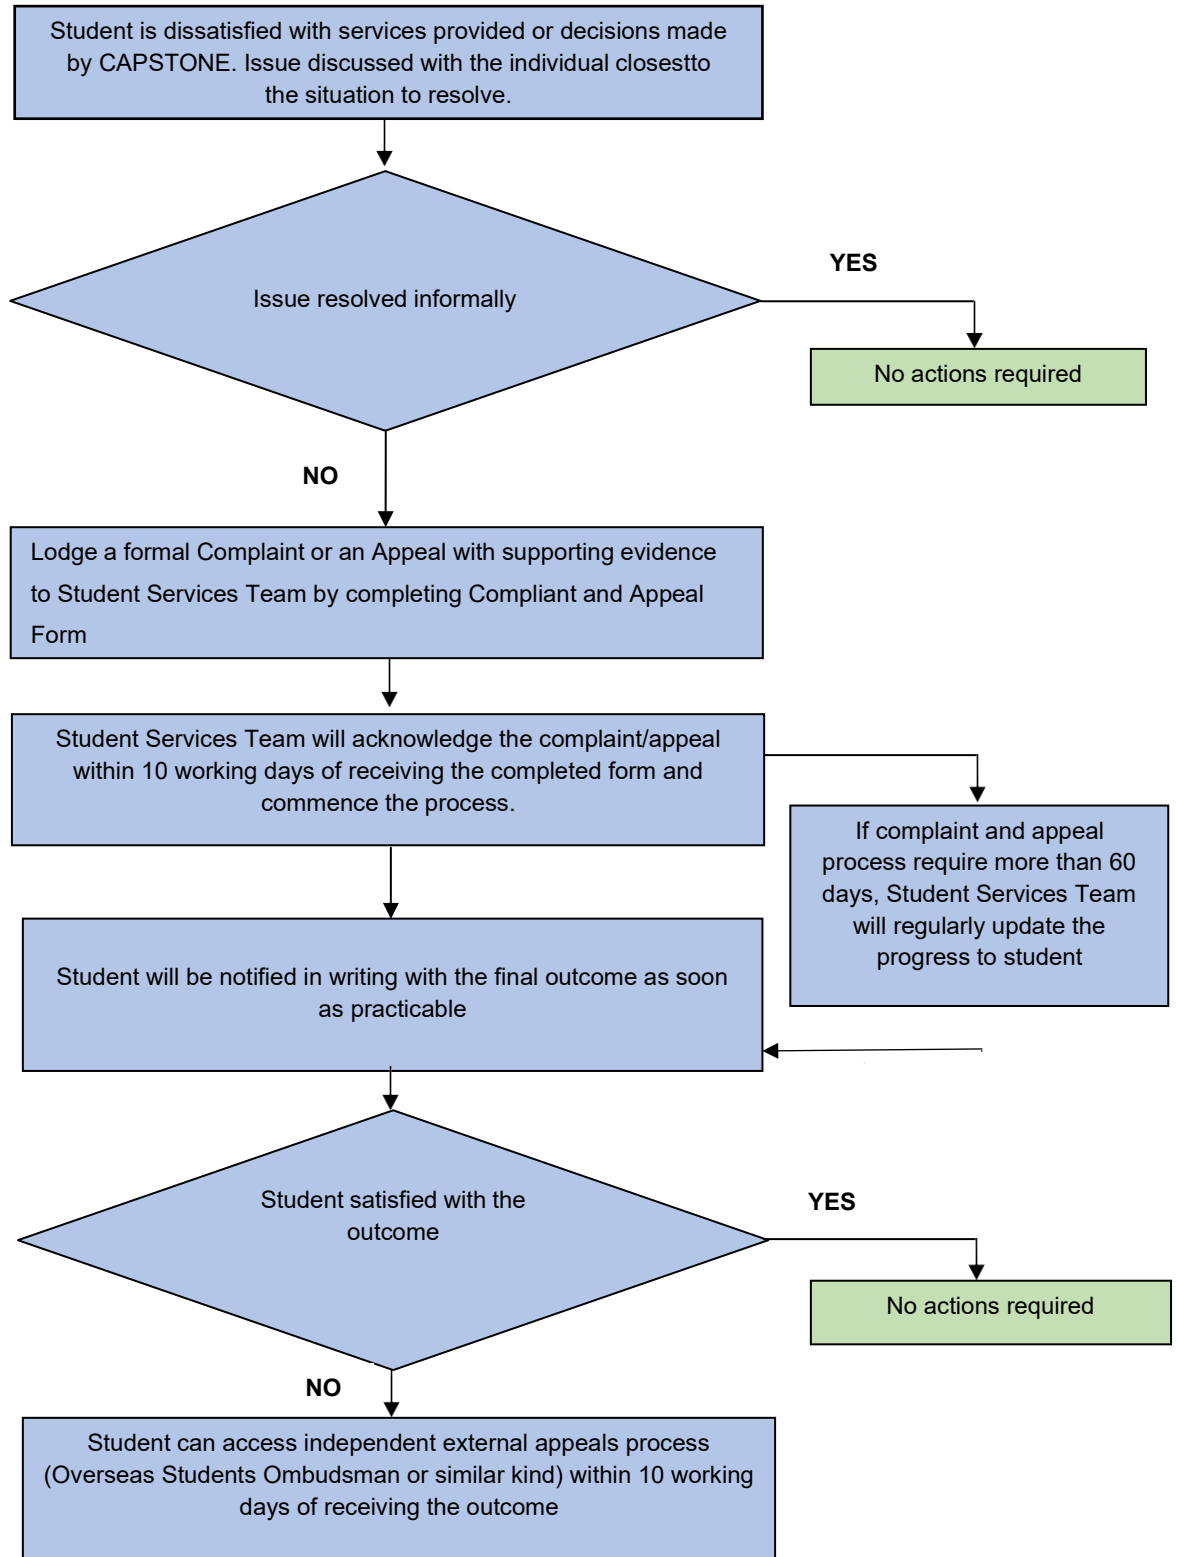 Student is dissatisfied with services provided or decisions made
by CAPSTONE. Issue discussed with the individual closestto
the situation to resolve.
Issue resolved informally
YES
No actions required
NO
Lodge a formal Complaint or an Appeal with supporting evidence
to Student Services Team by completing Compliant and Appeal
Form
Student Services Team will acknowledge the complaint/appeal
within 10 working days of receiving the completed form and
commence the process.
If complaint and appeal
process require more than 60
days, Student Services Team
will regularly update the
progress to student
Student will be notified in writing with the final outcome as soon
as practicable
Student satisfied with the
outcome
YES
No actions required
NO
Student can access independent external appeals process
(Overseas Students Ombudsman or similar kind) within 10 working
days of receiving the outcome